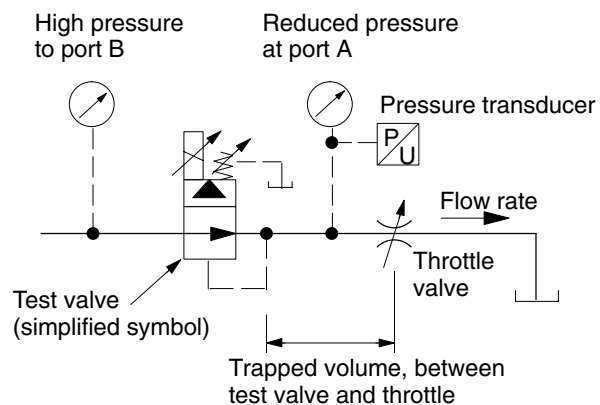 High pressure
to port B
Reduced pressure
at port A
Pressure transducer
P
U
Flow rate
Throttle
valve
Test valve
(simplified symbol)
Trapped volume, between
test valve and throttle